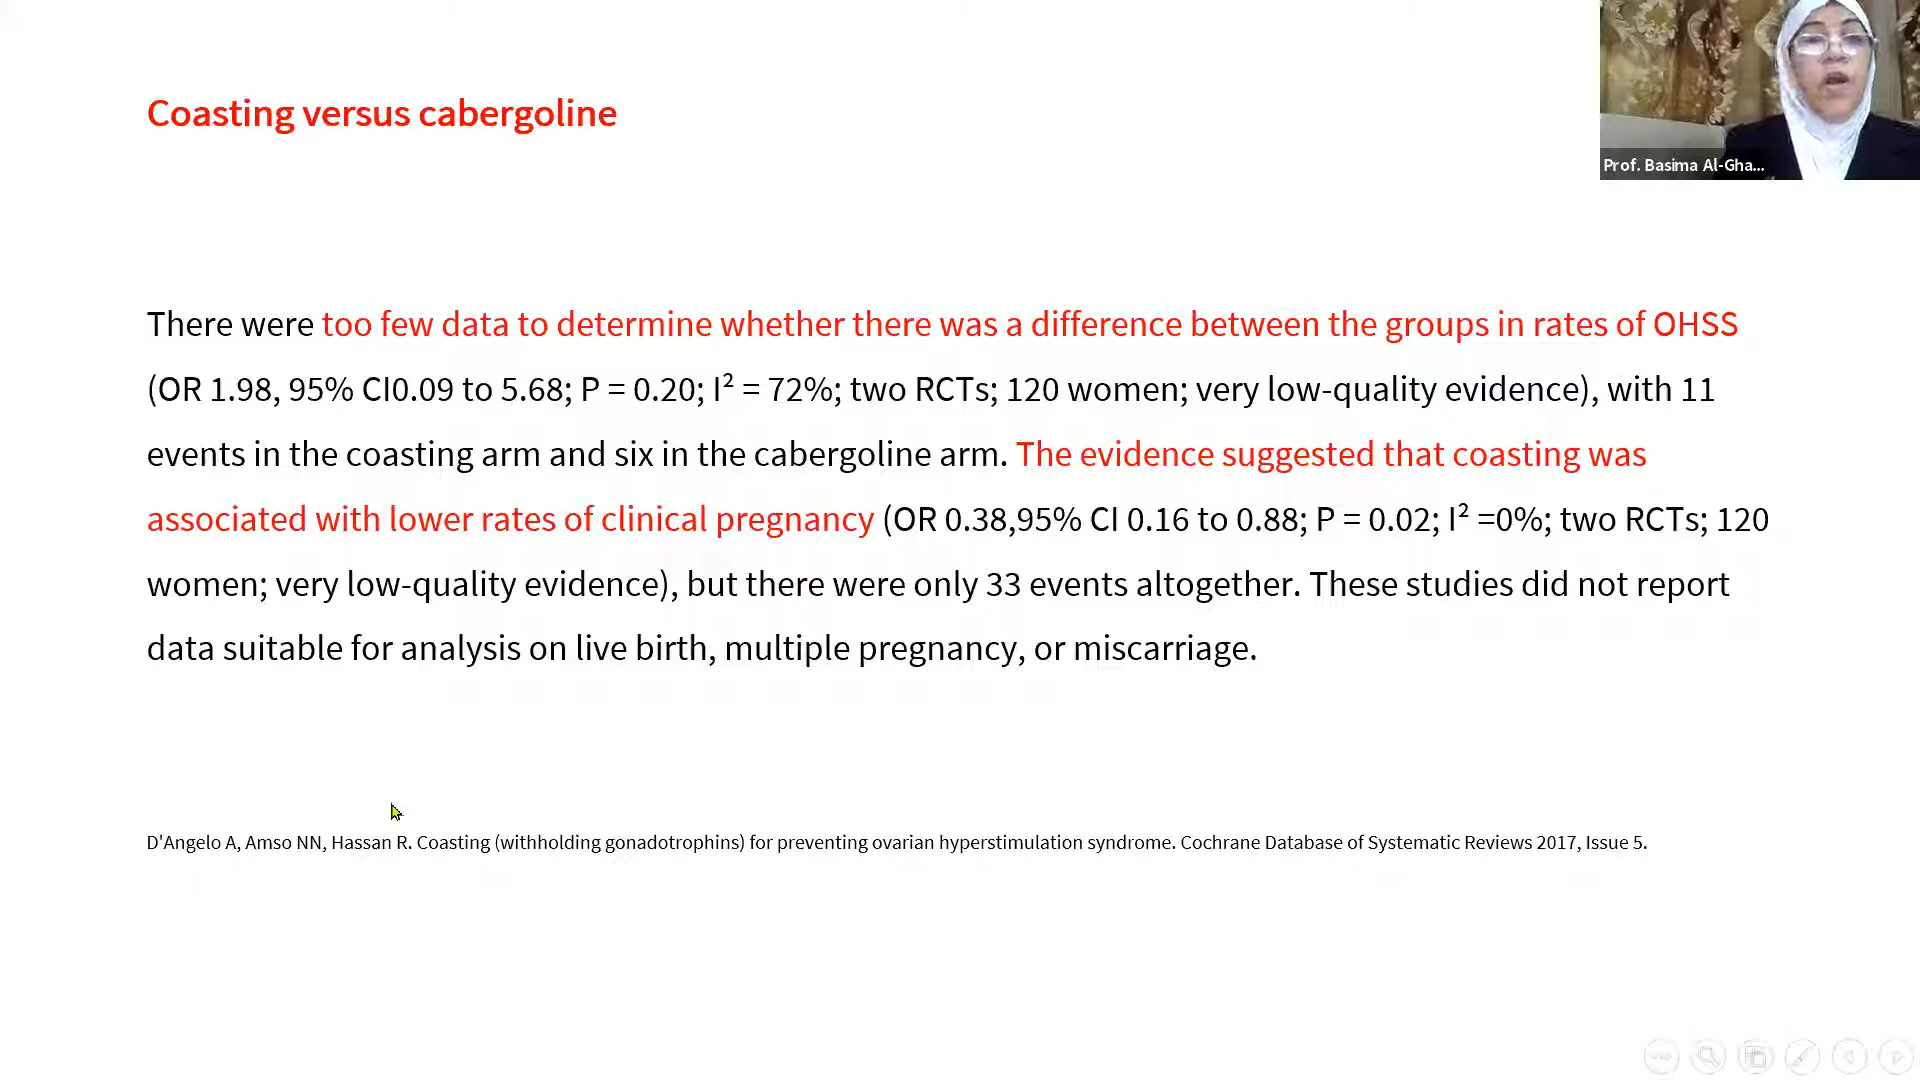 Coasting versus cabergoline
Prof. Basima Al-Gha...
There were too few data to determine whether there was a difference between the groups in rates of OHSS
(OR 1.98, 95% CI0.09 to 5.68; P = 0.20; I² = 72%; two RCTs; 120 women; very low-quality evidence), with 11
events in the coasting arm and six in the cabergoline arm. The evidence suggested that coasting was
associated with lower rates of clinical pregnancy (OR 0.38,95% CI 0.16 to 0.88; P = 0.02; I² =0%; two RCTs; 120
women; very low-quality evidence), but there were only 33 events altogether. These studies did not report
data suitable for analysis on live birth, multiple pregnancy, or miscarriage.
D'Angelo A, Amso NN, Hassan R. Coasting (withholding gonadotrophins) for preventing ovarian hyperstimulation syndrome. Cochrane Database of Systematic Reviews 2017, Issue 5.